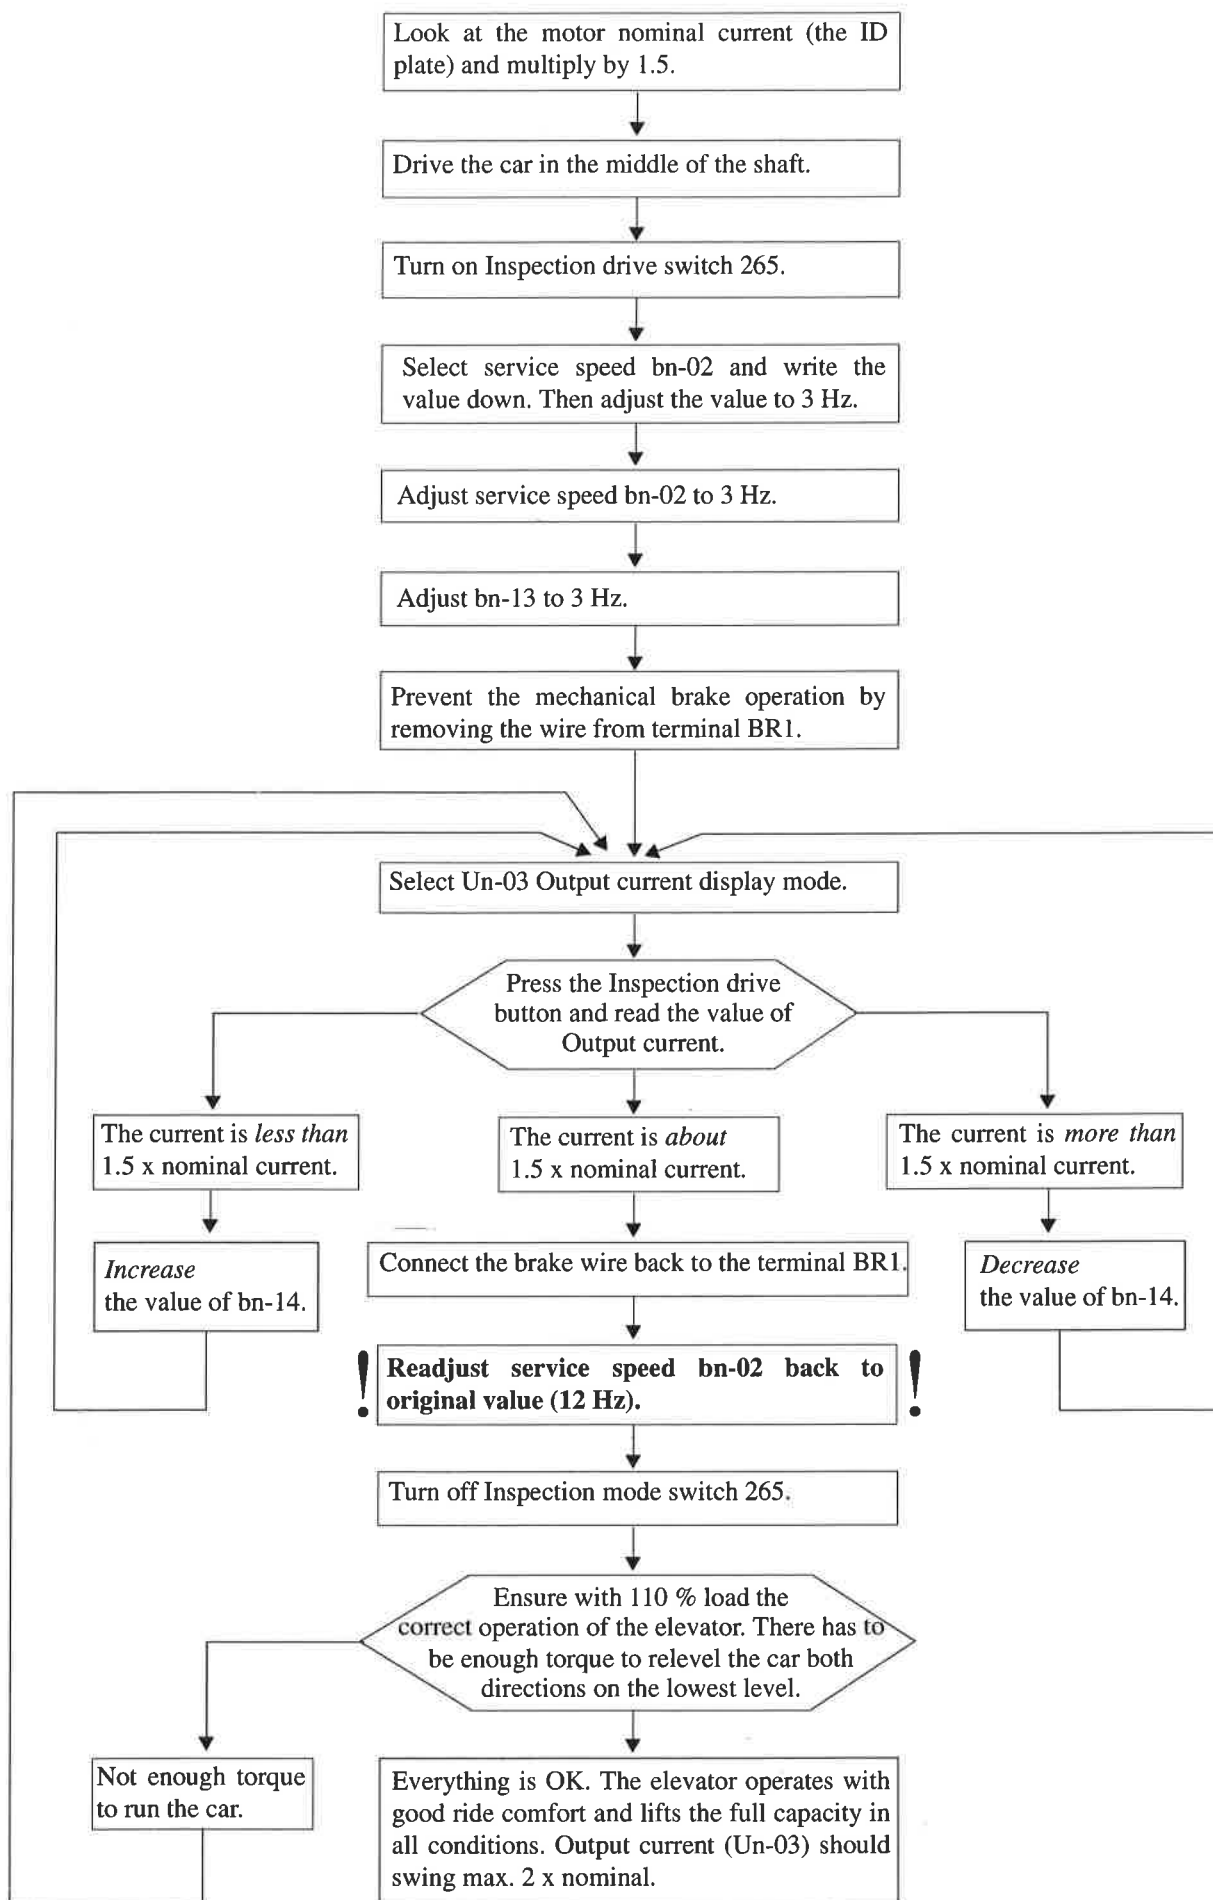 Look at the motor nominal current (the ID
plate) and multiply by 1.5.
Drive the car in the middle of the shaft.
Turn on Inspection drive switch 265.
Select service speed bn-02 and write the
value down. Then adjust the value to 3 Hz.
Adjust service speed bn-02 to 3 Hz.
Adjust bn-13 to 3 Hz.
Prevent the mechanical brake operation by
removing the wire from terminal BR1.
Select Un-03 Output current display mode.
Press the Inspection drive
button and read the value of
Output current.
The current is less than
1.5 x nominal current.
The current is about
1.5 x nominal current.
The current is more than
1.5 x nominal current.
Increase
the value of bn-14.
Connect the brake wire back to the terminal BR1.
Decrease
the value of bn-14.
! Readjust service speed bn-02 back to !
original value (12 Hz).
Turn off Inspection mode switch 265.
Ensure with 110 % load the
correct operation of the elevator. There has to
be enough torque to relevel the car both
directions on the lowest level.
Not enough torque
to run the car.
Everything is OK. The elevator operates with
good ride comfort and lifts the full capacity in
all conditions. Output current (Un-03) should
swing max. 2 x nominal.